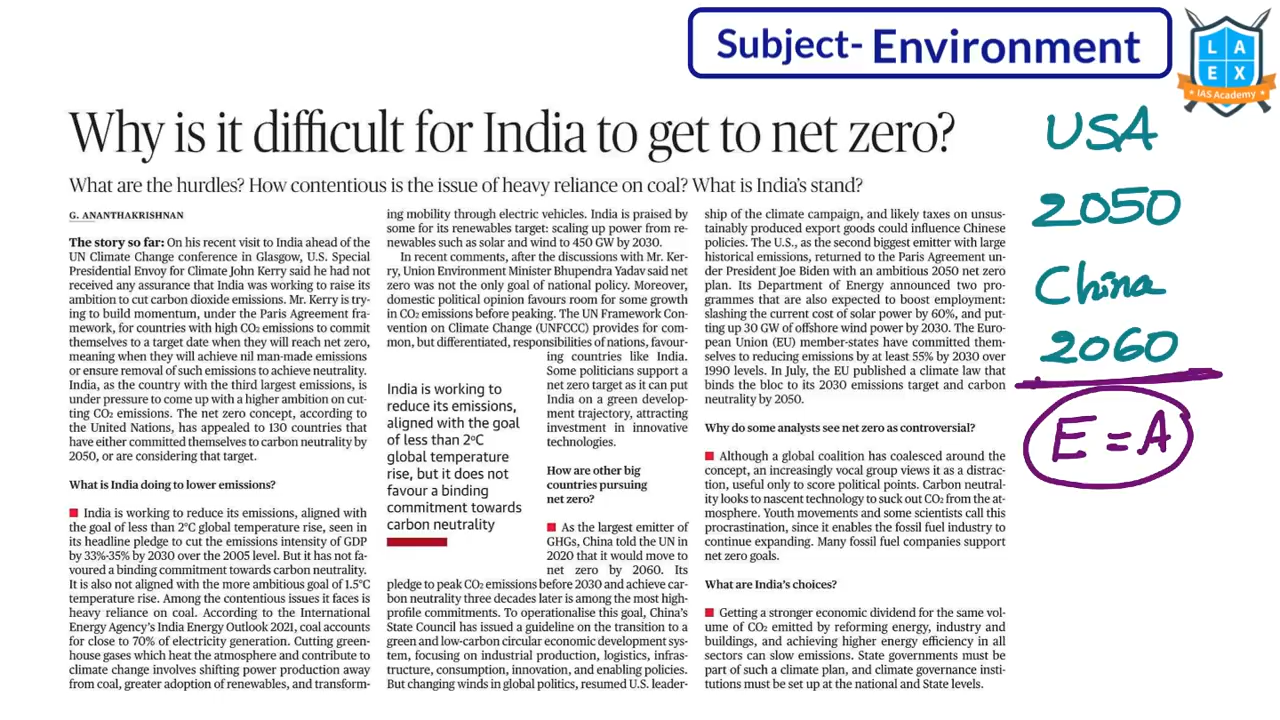 Subject- Environment
L A
E X
IAS Academy
Why is it difficult for India to get to net zero?
What are the hurdles? How contentious is the issue of heavy reliance on coal? What is India's stand?
G. ANANTHAKRISHNAN
The story so far: On his recent visit to India ahead of the
UN Climate Change conference in Glasgow, U.S. Special
Presidential Envoy for Climate John Kerry said he had not
received any assurance that India was working to raise its
ambition to cut carbon dioxide emissions. Mr. Kerry is try-
ing to build momentum, under the Paris Agreement fra-
mework, for countries with high CO₂ emissions to commit
themselves to a target date when they will reach net zero,
meaning when they will achieve nil man-made emissions
or ensure removal of such emissions to achieve neutrality.
India, as the country with the third largest emissions, is
under pressure to come up with a higher ambition on cut-
ting CO₂ emissions. The net zero concept, according to
the United Nations, has appealed to 130 countries that
have either committed themselves to carbon neutrality by
2050, or are considering that target.
What is India doing to lower emissions?
■ India is working to reduce its emissions, aligned with
the goal of less than 2°C global temperature rise, seen in
its headline pledge to cut the emissions intensity of GDP
by 33%-35% by 2030 over the 2005 level. But it has not fa-
voured a binding commitment towards carbon neutrality.
It is also not aligned with the more ambitious goal of 1.5°C
temperature rise. Among the contentious issues it faces is
heavy reliance on coal. According to the International
Energy Agency's India Energy Outlook 2021, coal accounts
for close to 70% of electricity generation. Cutting green-
house gases which heat the atmosphere and contribute to
climate change involves shifting power production away
from coal, greater adoption of renewables, and transform-
ing mobility through electric vehicles. India is praised by
some for its renewables target: scaling up power from re-
newables such as solar and wind to 450 GW by 2030.
In recent comments, after the discussions with Mr. Ker-
ry, Union Environment Minister Bhupendra Yadav said net
zero was not the only goal of national policy. Moreover,
domestic political opinion favours room for some growth
in CO₂ emissions before peaking. The UN Framework Con-
vention on Climate Change (UNFCCC) provides for com-
mon, but differentiated, responsibilities of nations, favour-
ing countries like India.
Some politicians support a
net zero target as it can put
India on a green develop-
ment trajectory, attracting
investment in innovative
technologies.
India is working to
reduce its emissions,
aligned with the goal
of less than 2°C
global temperature
rise, but it does not
favour a binding
commitment towards
carbon neutrality
How are other big
countries pursuing
net zero?
■ As the largest emitter of
GHGs, China told the UN in
2020 that it would move to
net zero by 2060. Its
pledge to peak CO₂ emissions before 2030 and achieve car-
bon neutrality three decades later is among the most high-
profile commitments. To operationalise this goal, China's
State Council has issued a guideline on the transition to a
green and low-carbon circular economic development sys-
tem, focusing on industrial production, logistics, infras-
tructure, consumption, innovation, and enabling policies.
But changing winds in global politics, resumed U.S. leader-
ship of the climate campaign, and likely taxes on unsus-
tainably produced export goods could influence Chinese
policies. The U.S., as the second biggest emitter with large
historical emissions, returned to the Paris Agreement un-
der President Joe Biden with an ambitious 2050 net zero
plan. Its Department of Energy announced two pro-
grammes that are also expected to boost employment:
slashing the current cost of solar power by 60%, and put-
ting up 30 GW of offshore wind power by 2030. The Euro-
pean Union (EU) member-states have committed them-
selves to reducing emissions by at least 55% by 2030 over
1990 levels. In July, the EU published a climate law that
binds the bloc to its 2030 emissions target and carbon
neutrality by 2050.
Why do some analysts see net zero as controversial?
■ Although a global coalition has coalesced around the
concept, an increasingly vocal group views it as a distrac-
tion, useful only to score political points. Carbon neutral-
ity looks to nascent technology to suck out CO₂ from the at-
mosphere. Youth movements and some scientists call this
procrastination, since it enables the fossil fuel industry to
continue expanding. Many fossil fuel companies support
net zero goals.
What are India's choices?
■ Getting a stronger economic dividend for the same vol-
ume of CO₂ emitted by reforming energy, industry and
buildings, and achieving higher energy efficiency in all
sectors can slow emissions. State governments must be
part of such a climate plan, and climate governance insti-
tutions must be set up at the national and State levels.
USA
2050
China
2060
E = A